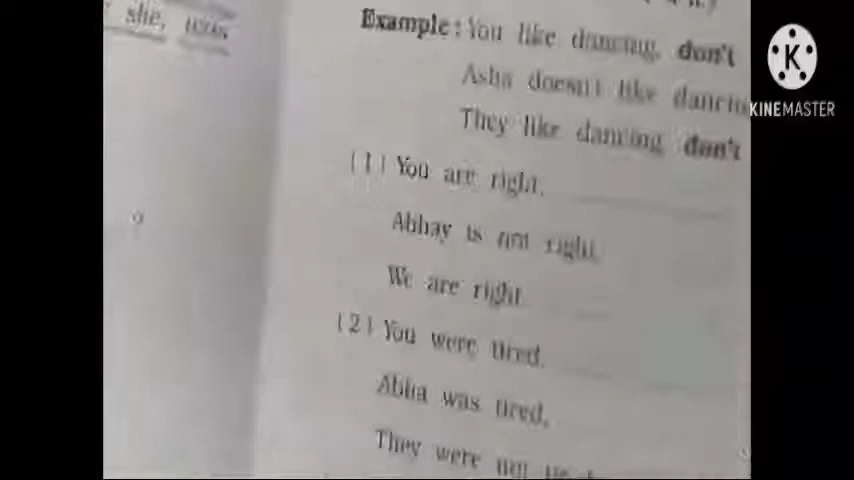 she, was,
Example : You like dancing, don't
Asha doesn't like dancin
They like dancing, don't
(1) You are right.
Abhay is not right.
We are right
(2) You were tired.
Abha was tired.
They were not
K
KINEMASTER